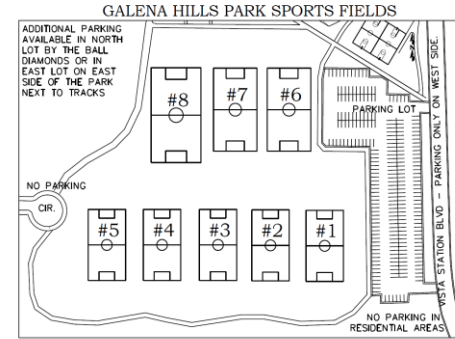 GALENA HILLS PARK SPORTS FIELDS
ADDITIONAL PARKING
AVAILABLE IN NORTH
LOT BY THE BALL
DIAMONDS OR IN
EAST LOT ON EAST
SIDE OF THE PARK
NEXT TO TRACKS
#8
#7
#6
PARKING LOT
VISTA STATION BLVD - PARKING ONLY ON WEST SIDE.
NO PARKING
CIR.
#5
#4
#3
#2
#1
NO PARKING IN
RESIDENTIAL AREAS